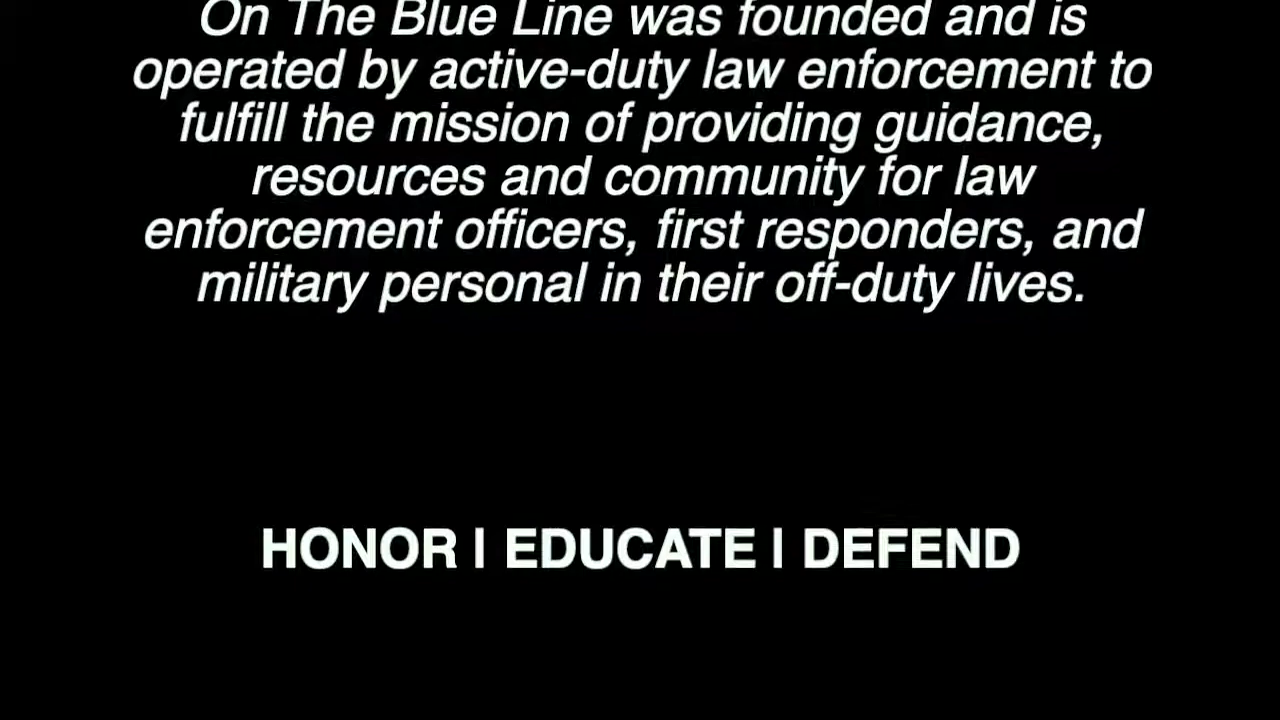 On The Blue Line was founded and is
operated by active-duty law enforcement to
fulfill the mission of providing guidance,
resources and community for law
enforcement officers, first responders, and
military personal in their off-duty lives.
HONOR | EDUCATE | DEFEND